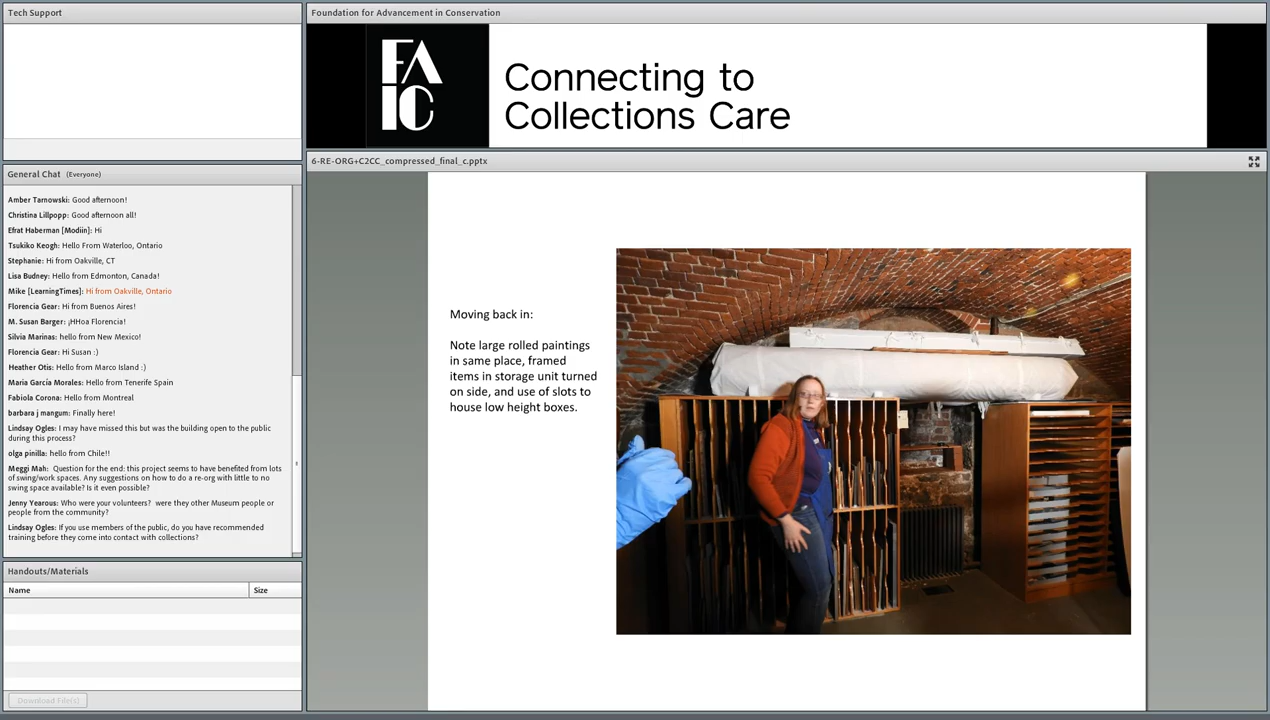 Tech Support
General Chat (Everyone)
Amber Tarnowski: Good afternoon!
Christina Lillpopp: Good afternoon all!
Efrat Haberman [Modiin]: Hi
Tsukiko Keogh: Hello From Waterloo, Ontario
Stephanie: Hi from Oakville, CT
Lisa Budney: Hello from Edmonton, Canada!
Mike [LearningTimes]: Hi from Oakville, Ontario
Florencia Gear: Hi from Buenos Aires!
M. Susan Barger: ¡HHoa Florencia!
Silvia Marinas: hello from New Mexico!
Florencia Gear: Hi Susan :)
Heather Otis: Hello from Marco Island :)
Maria García Morales: Hello from Tenerife Spain
Fabiola Corona: Hello from Montreal
barbara j mangum: Finally here!
Lindsay Ogles: I may have missed this but was the building open to the public
during this process?
olga pinilla: hello from Chile!!
Meggi Mah: Question for the end: this project seems to have benefited from lots
of swing/work spaces. Any suggestions on how to do a re-org with little to no
swing space available? Is it even possible?
Jenny Yearous: Who were your volunteers? were they other Museum people or
people from the community?
Lindsay Ogles: If you use members of the public, do you have recommended
training before they come into contact with collections?
Handouts/Materials
Name Size
Download File(s)
Foundation for Advancement in Conservation
FA
IC
Connecting to
Collections Care
6-RE-ORG+C2CC_compressed_final_c.pptx
Moving back in:
Note large rolled paintings
in same place, framed
items in storage unit turned
on side, and use of slots to
house low height boxes.